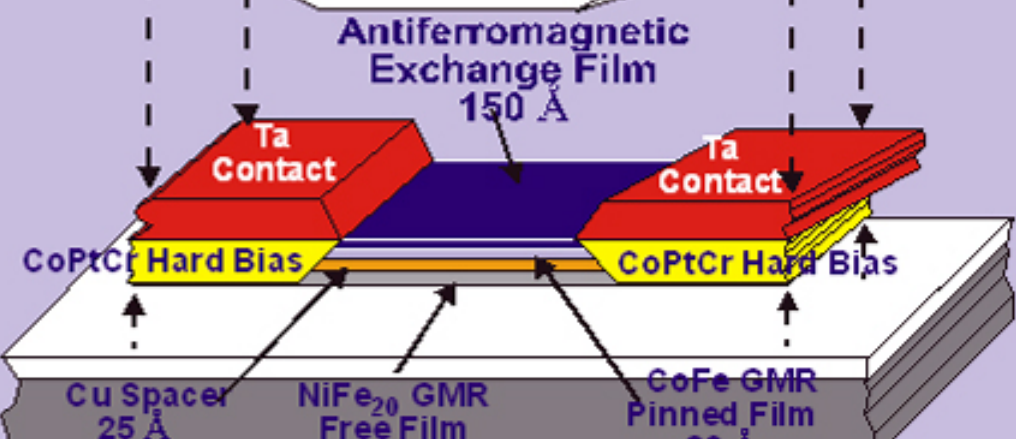 Antiferromagnetic
Exchange Film
150 Å
Ta
Contact
Ta
Contact
CoPtCr Hard Bias
CoPtCr Hard Bias
Cu Spacer
25 Å
NiFe20 GMR
Free Film
CoFe GMR
Pinned Film